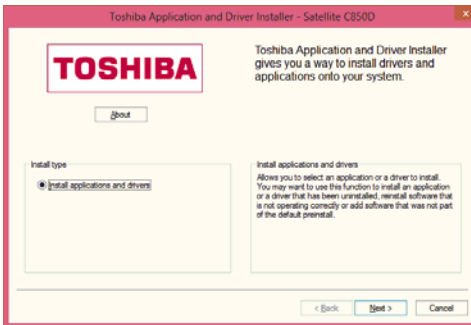 Toshiba Application and Driver Installer - Satellite C850D
TOSHIBA
Toshiba Application and Driver Installer
gives you a way to install drivers and
applications onto your system.
About
Install type
Install applications and drivers
Install applications and drivers
Allows you to select an application or a driver to install.
You may want to use this function to install an application
or a driver that has been uninstalled, reinstall software that
is not operating correctly or add software that was not part
of the default preinstall.
< Back
Next >
Cancel